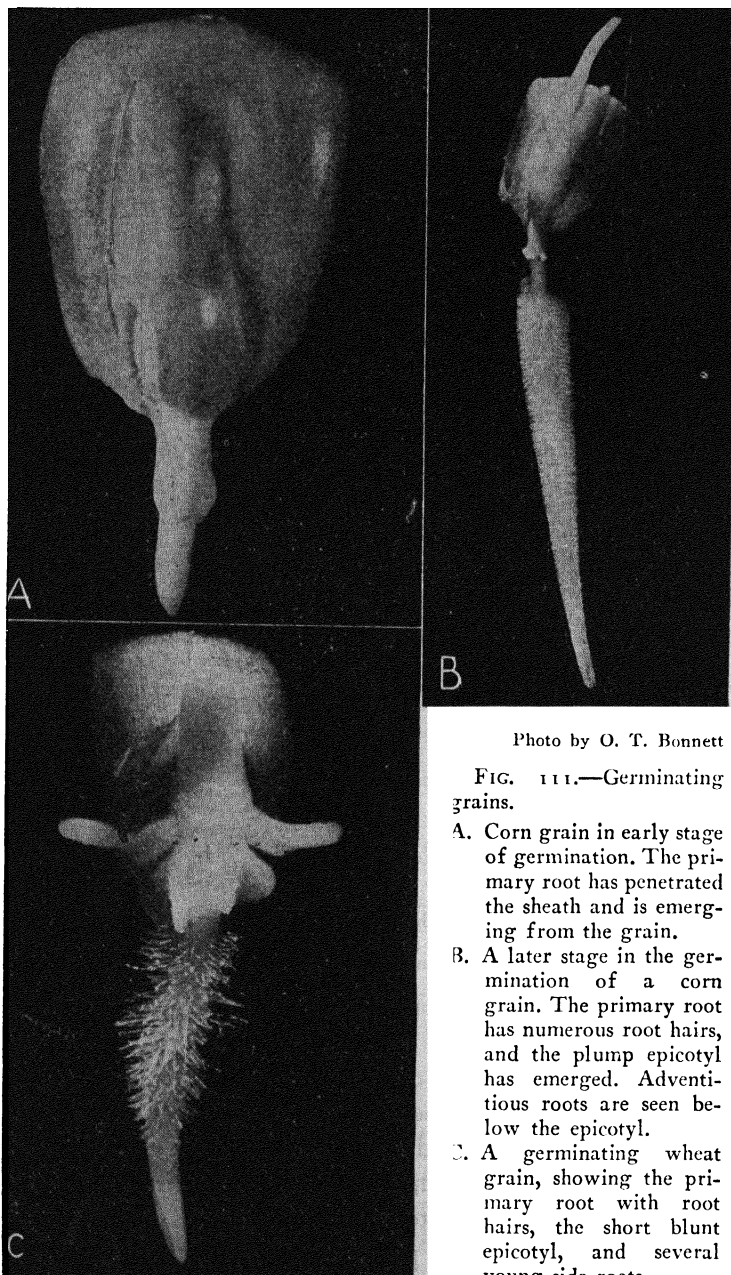 A
B
C
Photo by O. T. Bonnett
FIG. 111.—Germinating
grains.
A. Corn grain in early stage
of germination. The pri-
mary root has penetrated
the sheath and is emerg-
ing from the grain.
B. A later stage in the ger-
mination of a corn
grain. The primary root
has numerous root hairs,
and the plump epicotyl
has emerged. Adventi-
tious roots are seen be-
low the epicotyl.
C. A germinating wheat
grain, showing the pri-
mary root with root
hairs, the short blunt
epicotyl, and several
young side roots